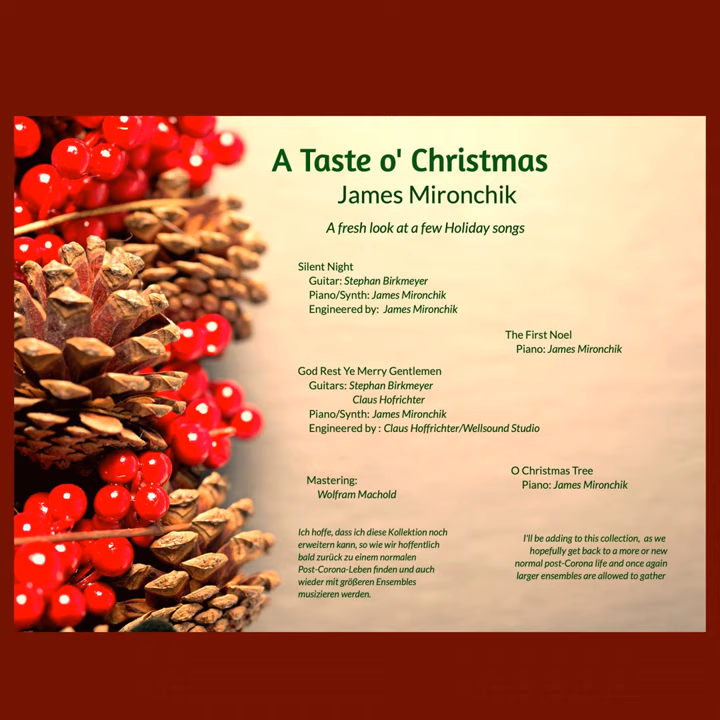 A Taste o' Christmas
James Mironchik
A fresh look at a few Holiday songs
Silent Night
Guitar: Stephan Birkmeyer
Piano/Synth: James Mironchik
Engineered by: James Mironchik
The First Noel
Piano: James Mironchik
God Rest Ye Merry Gentlemen
Guitars: Stephan Birkmeyer
Claus Hofrichter
Piano/Synth: James Mironchik
Engineered by : Claus Hoffrichter/Wellsound Studio
O Christmas Tree
Piano: James Mironchik
Mastering:
Wolfram Machold
Ich hoffe, dass ich diese Kollektion noch
erweitern kann, so wie wir hoffentlich
bald zurück zu einem normalen
Post-Corona-Leben finden und auch
wieder mit größeren Ensembles
musizieren werden.
I'll be adding to this collection, as we
hopefully get back to a more or new
normal post-Corona life and once again
larger ensembles are allowed to gather